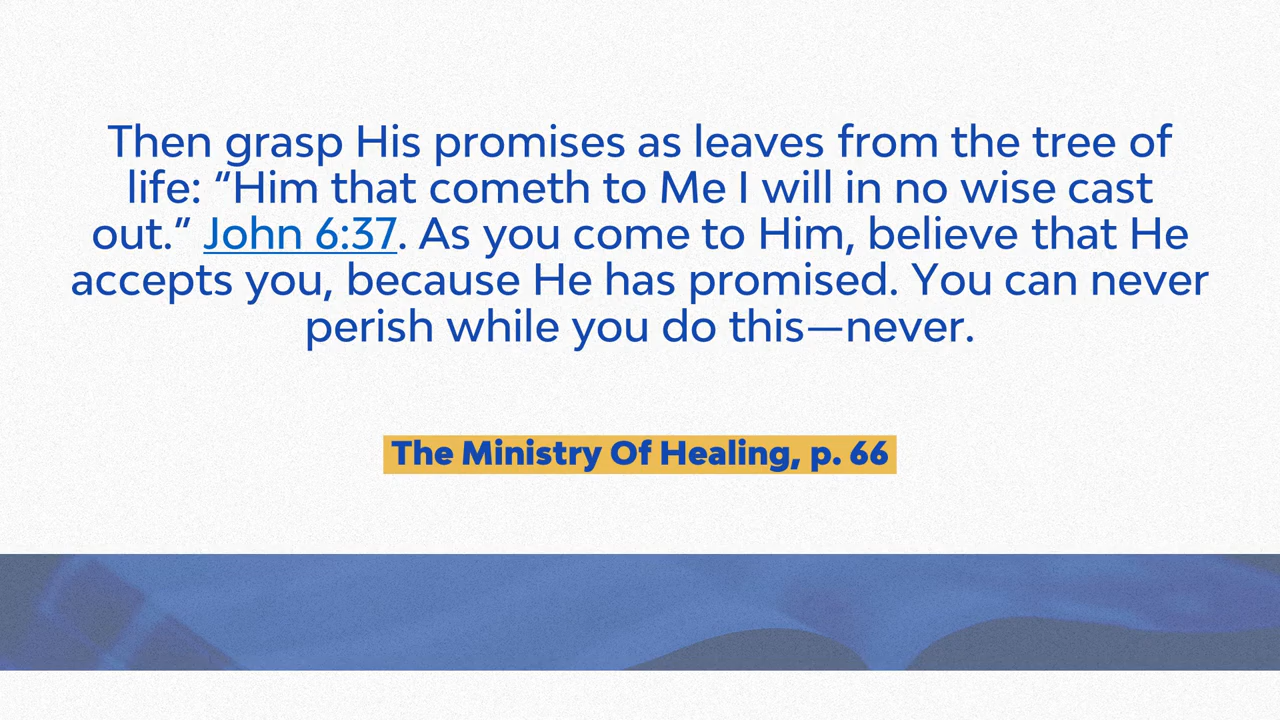 Then grasp His promises as leaves from the tree of
life: “Him that cometh to Me I will in no wise cast
out.” John 6:37. As you come to Him, believe that He
accepts you, because He has promised. You can never
perish while you do this—never.
The Ministry Of Healing, p. 66